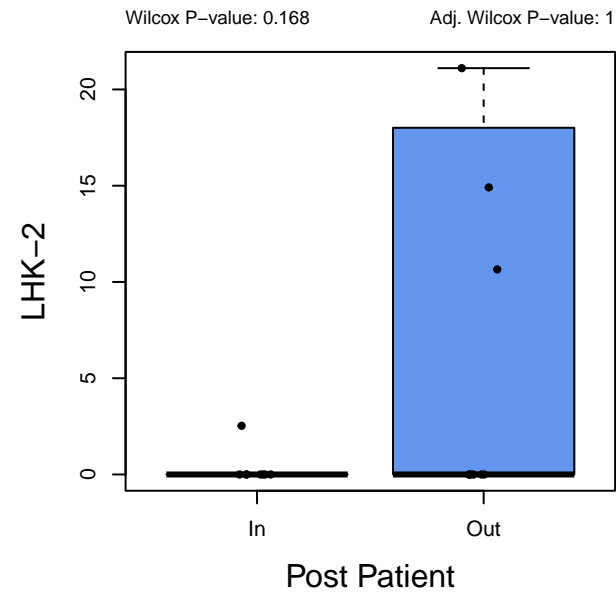 Wilcox P−value: 0.168
Adj. Wilcox P−value: 1
LHK−2
20
15
10
5
0
In
Out
Post Patient